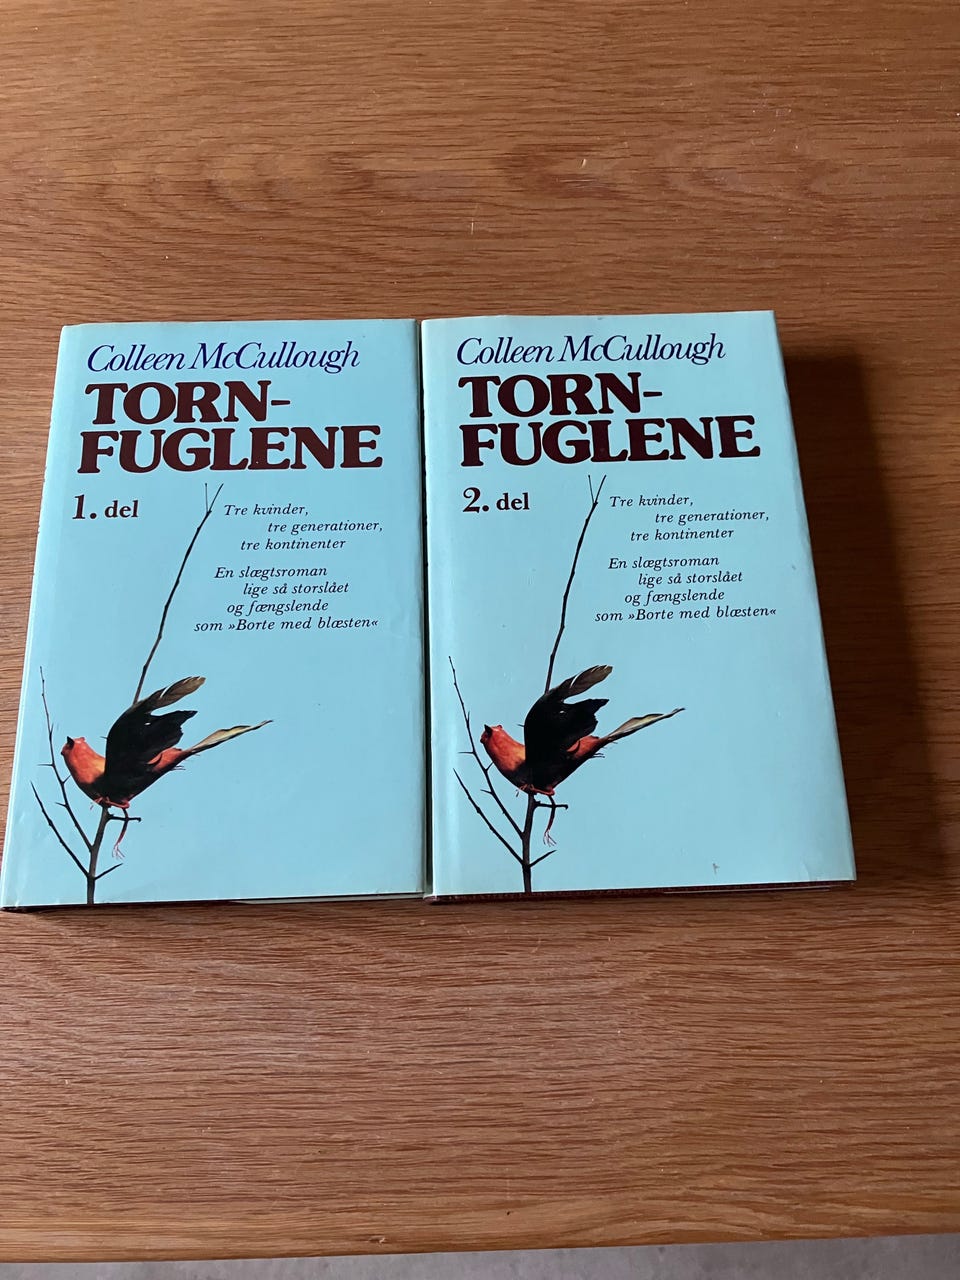 Colleen McCullough
TORN-
FUGLENE
1. del
Tre kvinder,
tre generationer,
tre kontinenter
En slægtsroman
lige så storslået
og fængslende
som »Borte med blæsten«
Colleen McCullough
TORN-
FUGLENE
2. del
Tre kvinder,
tre generationer,
tre kontinenter
En slægtsroman
lige så storslået
og fængslende
som »Borte med blæsten«